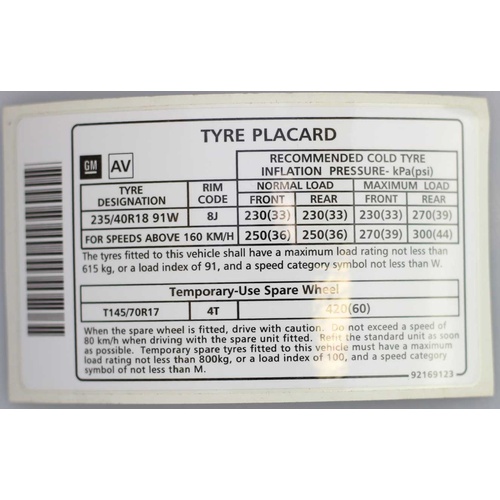 TYRE PLACARD
GM AV
RECOMMENDED COLD TYRE
INFLATION PRESSURE- kPa(psi)
TYRE DESIGNATION RIM CODE NORMAL LOAD MAXIMUM LOAD
FRONT REAR FRONT REAR
235/40R18 91W 8J 230(33) 230(33) 230(33) 270(39)
FOR SPEEDS ABOVE 160 KM/H 250(36) 250(36) 270(39) 300(44)
The tyres fitted to this vehicle shall have a maximum load rating not less than
615 kg, or a load index of 91, and a speed category symbol not less than W.
Temporary-Use Spare Wheel
T145/70R17 4T 420(60)
When the spare wheel is fitted, drive with caution. Do not exceed a speed of
80 km/h when driving with the spare unit fitted. Refit the standard unit as soon
as possible. Temporary spare tyres fitted to this vehicle must have a maximum
load rating not less than 800kg, or a load index of 100, and a speed category
symbol of not less than M.
92169123